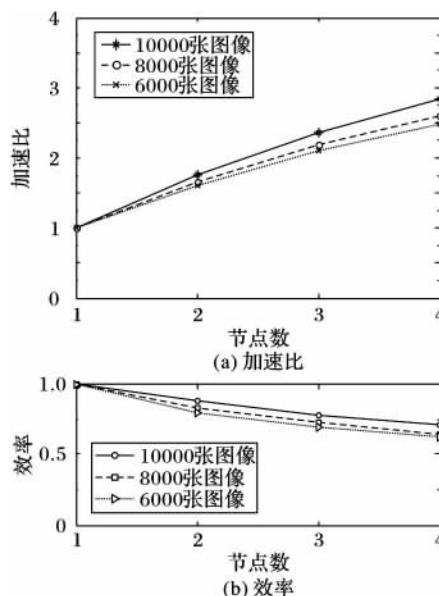 4
3
2
1
0
加速比
10000张图像
8000张图像
6000张图像
1 2 3 4
节点数
(a) 加速比
1.0
0.5
0
效率
10000张图像
8000张图像
6000张图像
1 2 3 4
节点数
(b) 效率